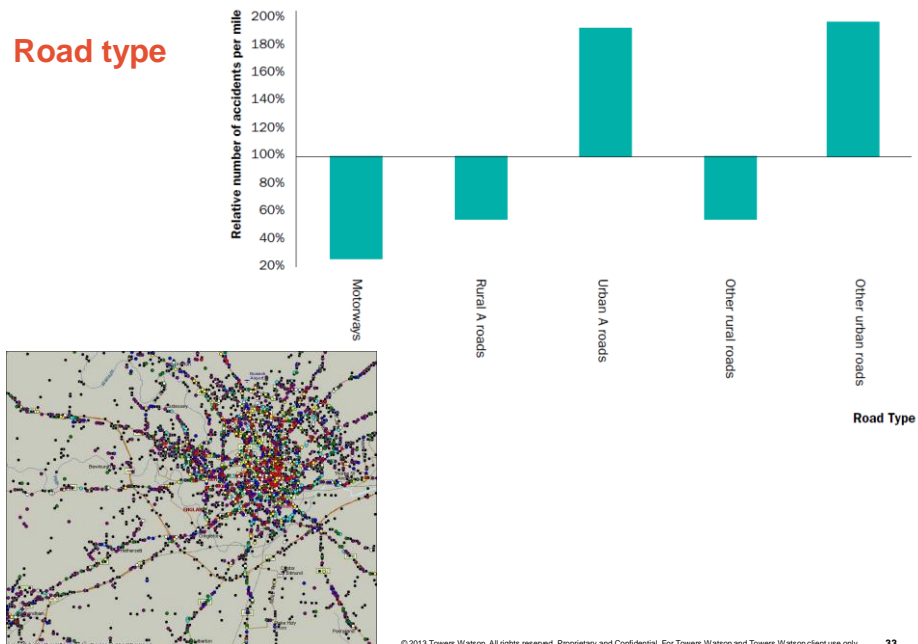 Road type
Relative number of accidents per mile
200%
180%
160%
140%
120%
100%
80%
60%
40%
20%
Motorways
Rural A roads
Urban A roads
Other rural roads
Other urban roads
Road Type
© 2013 Towers Watson. All rights reserved. Proprietary and Confidential. For Towers Watson and Towers Watson client use only.
33